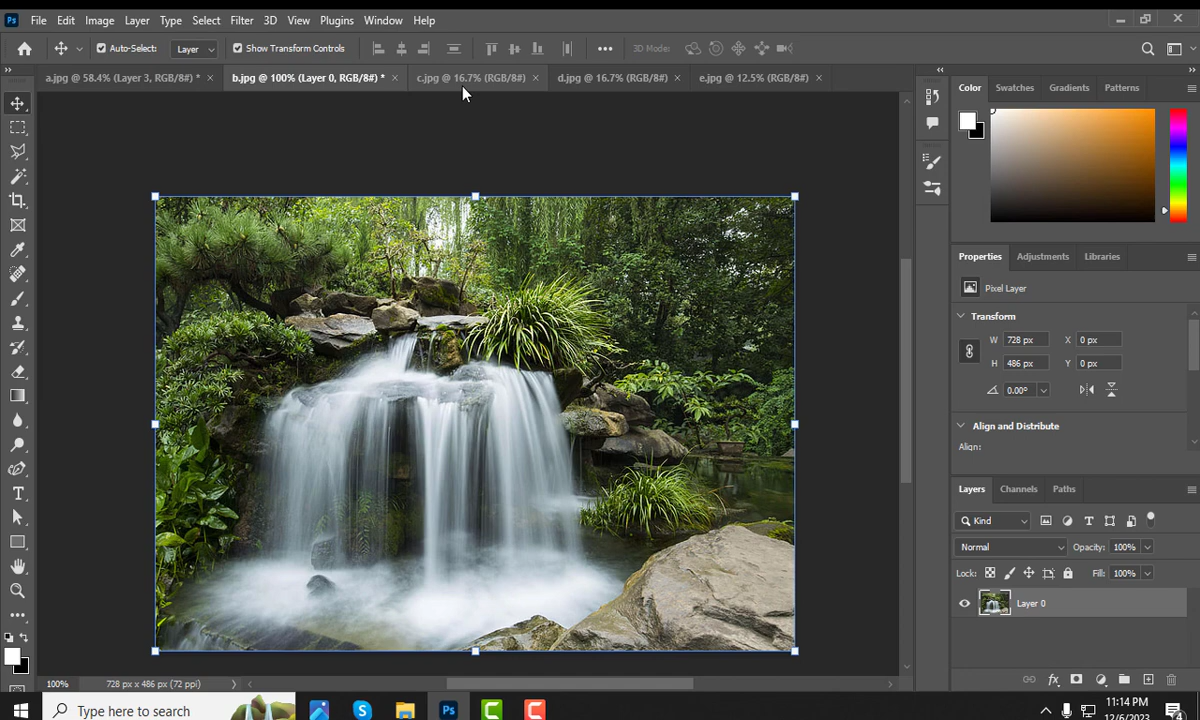 Ps File Edit Image Layer Type Select Filter 3D View Plugins Window Help
Auto-Select: Layer Show Transform Controls 3D Mode:
a.jpg @ 58.4% (Layer 3, RGB/8#) * b.jpg @ 100% (Layer 0, RGB/8#) * c.jpg @ 16.7% (RGB/8#) d.jpg @ 16.7% (RGB/8#) e.jpg @ 12.5% (RGB/8#)
Color Swatches Gradients Patterns
Properties Adjustments Libraries
Pixel Layer
Transform
W 728 px X 0 px
H 486 px Y 0 px
0.00°
Align and Distribute
Align:
Layers Channels Paths
Kind
Normal Opacity: 100%
Lock: Fill: 100%
Layer 0
100% 728 px x 486 px (72 ppi)
Type here to search Ps 11:14 PM
12/6/2023 4